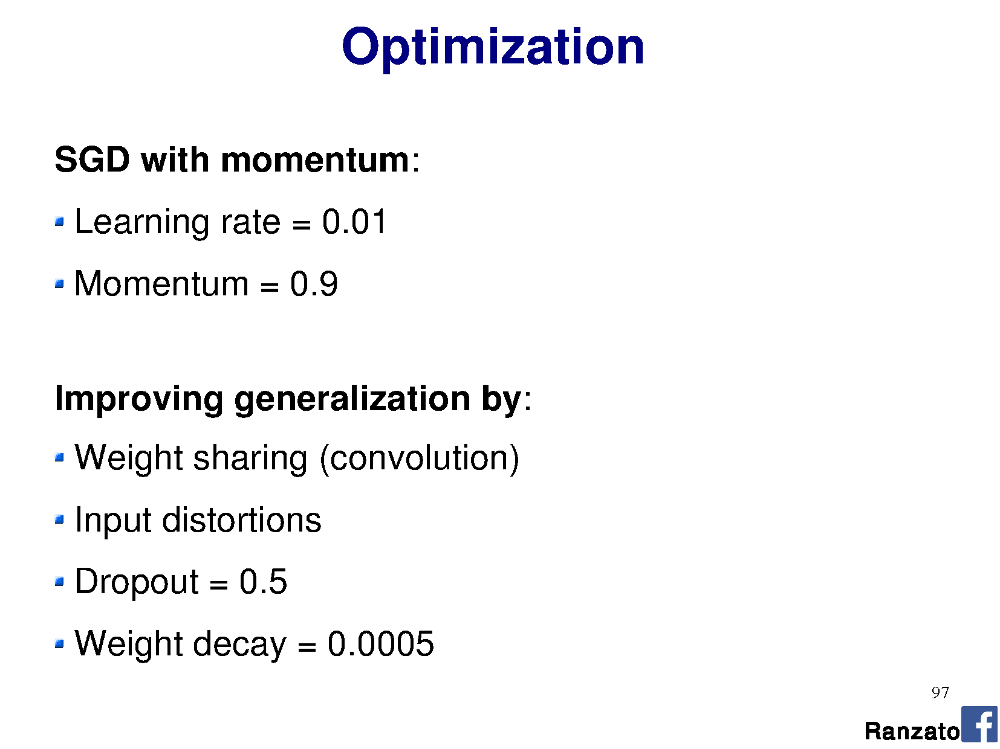 Optimization
SGD with momentum:
Learning rate = 0.01
Momentum = 0.9
Improving generalization by:
Weight sharing (convolution)
Input distortions
Dropout = 0.5
Weight decay = 0.0005
97
Ranzato f